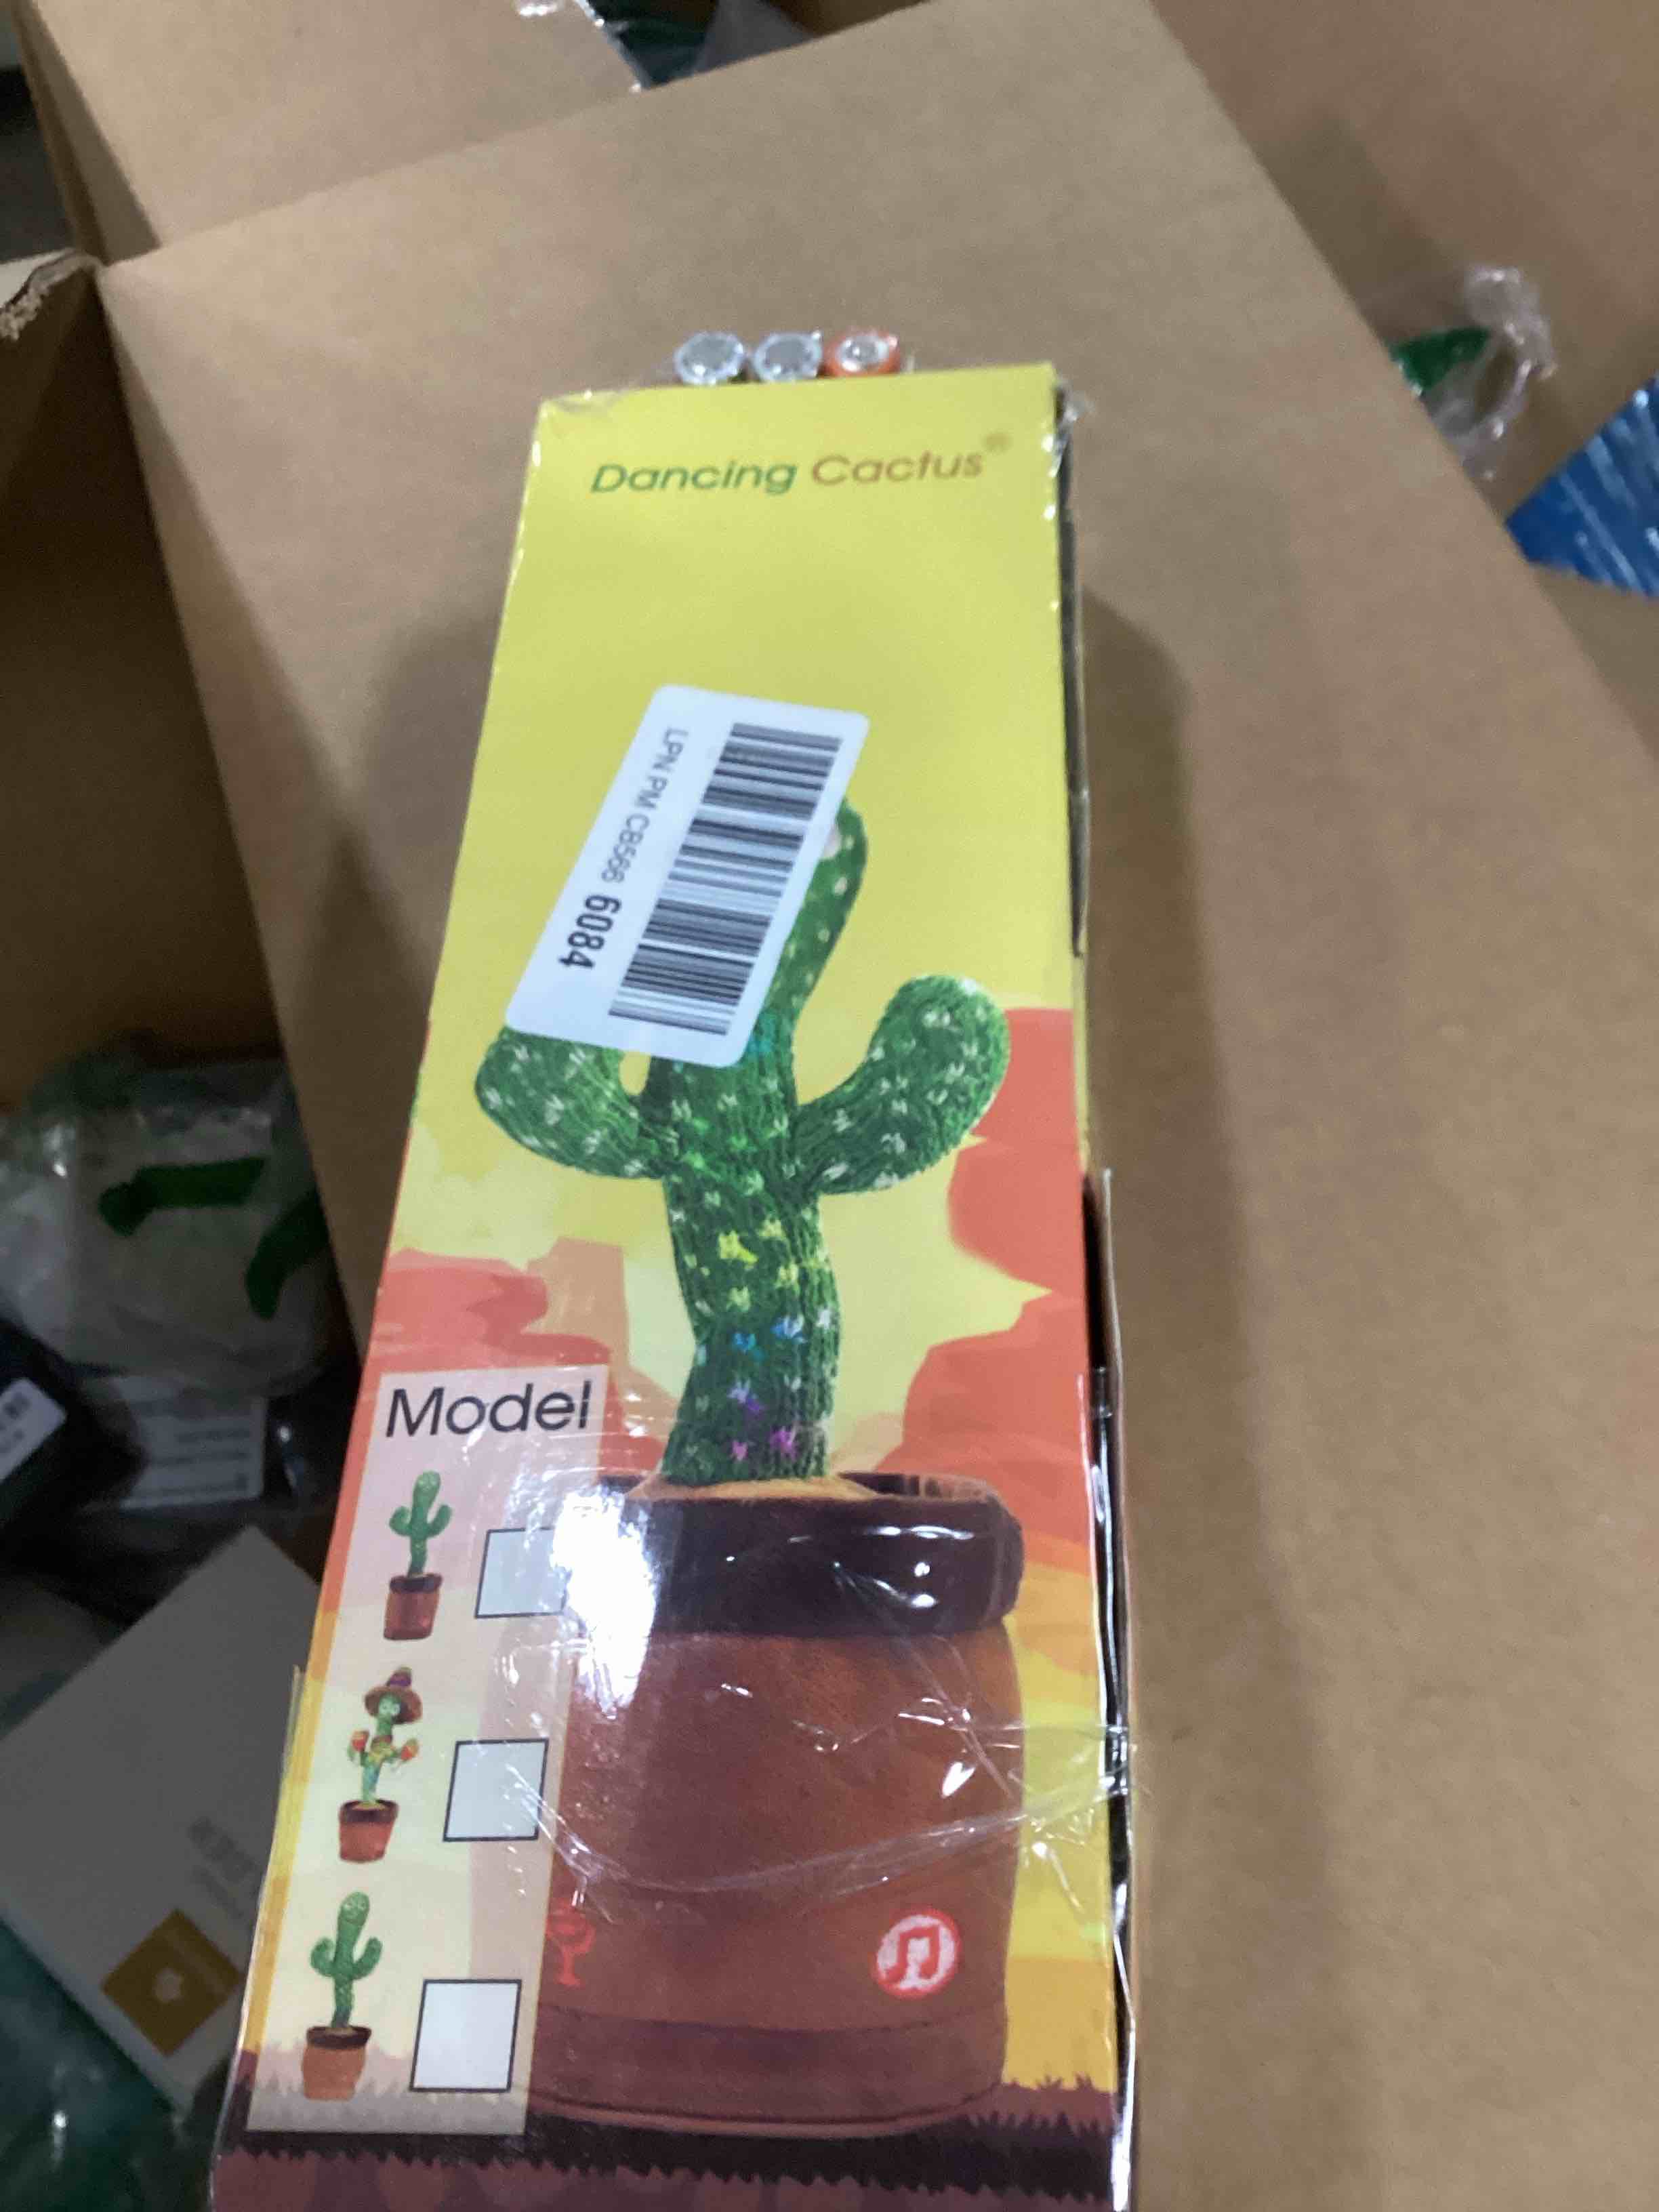 Dancing Cactus®
LPN PM CB566 6084
Model